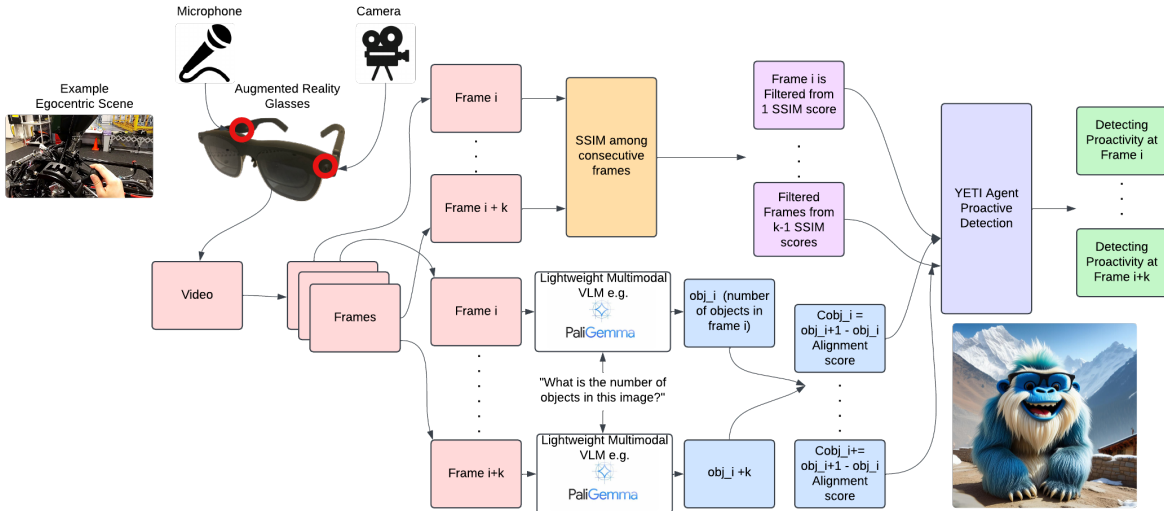 Microphone
Camera
Example
Egocentric Scene
Augmented Reality
Glasses
Frame i
Frame i + k
SSIM among
consecutive
frames
Frame i is
Filtered from
1 SSIM score
Filtered
Frames from
k-1 SSIM
scores
YETI Agent
Proactive
Detection
Detecting
Proactivity at
Frame i
Detecting
Proactivity at
Frame i+k
Video
Frames
Frame i
Lightweight Multimodal
VLM e.g.
PaliGemma
obj_i (number
of objects in
frame i)
Cobj_i =
obj_i+1 - obj_i
Alignment
score
"What is the number of
objects in this image?"
Frame i+k
Lightweight Multimodal
VLM e.g.
PaliGemma
obj_i +k
Cobj_i+=
obj_i+1 - obj_i
Alignment
score